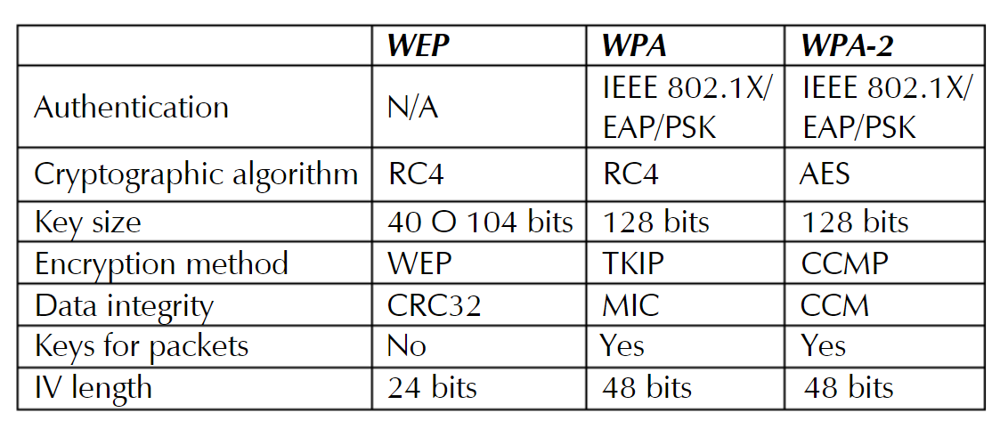 WEP WPA WPA-2
Authentication N/A IEEE 802.1X/ EAP/PSK IEEE 802.1X/ EAP/PSK
Cryptographic algorithm RC4 RC4 AES
Key size 40 O 104 bits 128 bits 128 bits
Encryption method WEP TKIP CCMP
Data integrity CRC32 MIC CCM
Keys for packets No Yes Yes
IV length 24 bits 48 bits 48 bits